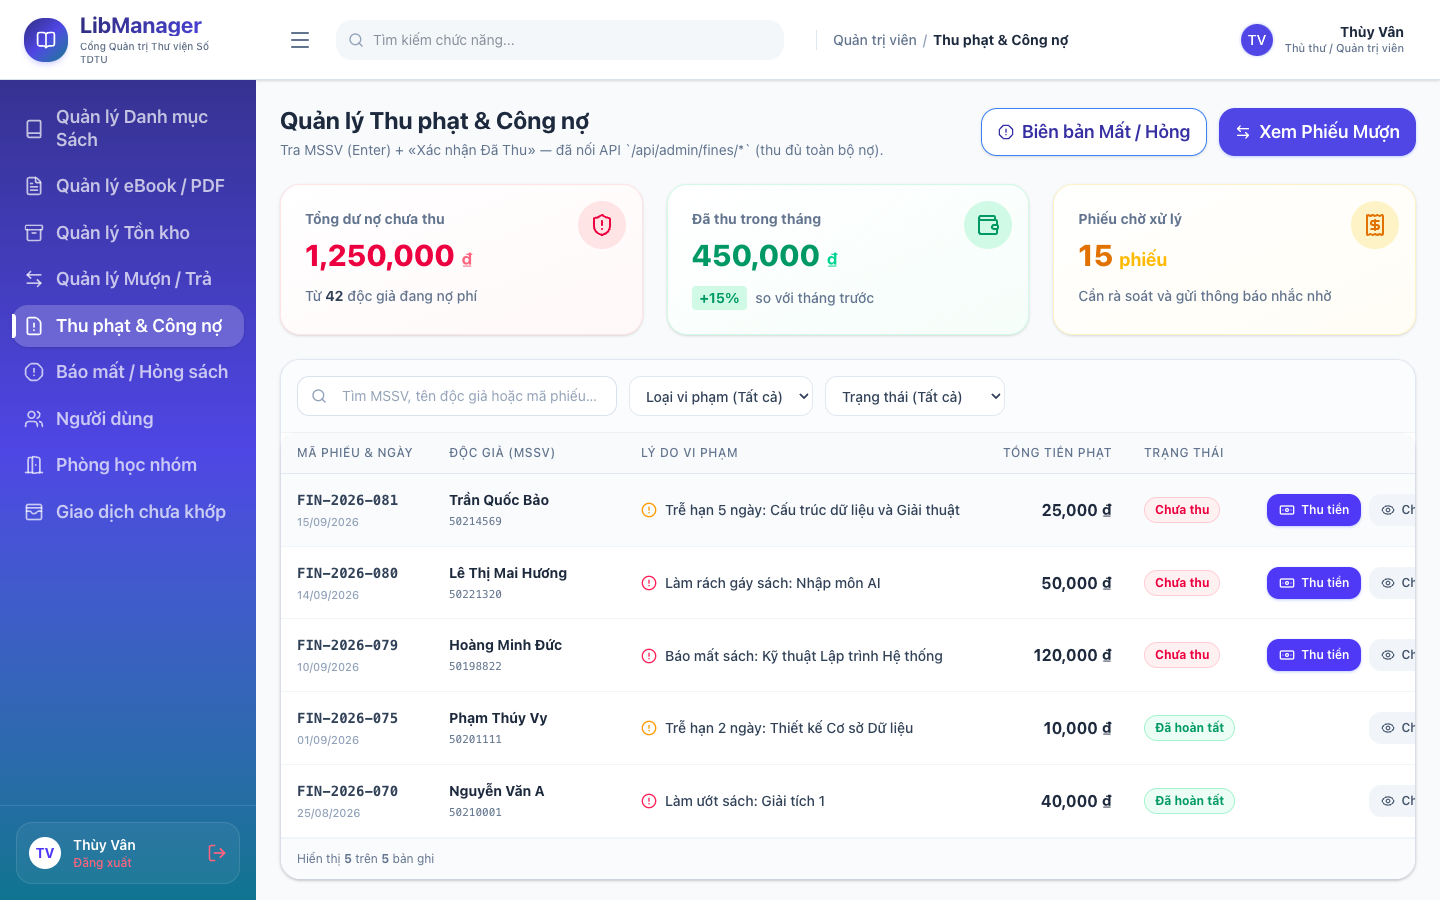 LibManager
Cổng Quản trị Thư viện Số
TDTU
Tìm kiếm chức năng...
Quản trị viên / Thu phạt & Công nợ
TV
Thùy Vân
Thủ thư / Quản trị viên
Quản lý Danh mục
Sách
Quản lý eBook / PDF
Quản lý Tồn kho
Quản lý Mượn / Trả
Thu phạt & Công nợ
Báo mất / Hỏng sách
Người dùng
Phòng học nhóm
Giao dịch chưa khớp
TV
Thùy Vân
Đăng xuất
Quản lý Thu phạt & Công nợ
Tra MSSV (Enter) + «Xác nhận Đã Thu» — đã nối API `/api/admin/fines/*` (thu đủ toàn bộ nợ).
Biên bản Mất / Hỏng
Xem Phiếu Mượn
Tổng dư nợ chưa thu
1,250,000 đ
Từ 42 độc giả đang nợ phí
Đã thu trong tháng
450,000 đ
+15% so với tháng trước
Phiếu chờ xử lý
15 phiếu
Cần rà soát và gửi thông báo nhắc nhở
Tìm MSSV, tên độc giả hoặc mã phiếu...
Loại vi phạm (Tất cả)
Trạng thái (Tất cả)
MÃ PHIẾU & NGÀY ĐỘC GIẢ (MSSV) LÝ DO VI PHẠM TỔNG TIỀN PHẠT TRẠNG THÁI
FIN-2026-081 Trần Quốc Bảo Trễ hạn 5 ngày: Cấu trúc dữ liệu và Giải thuật 25,000 đ Chưa thu Thu tiền Ch
15/09/2026 50214569
FIN-2026-080 Lê Thị Mai Hương Làm rách gáy sách: Nhập môn AI 50,000 đ Chưa thu Thu tiền Ch
14/09/2026 50221320
FIN-2026-079 Hoàng Minh Đức Báo mất sách: Kỹ thuật Lập trình Hệ thống 120,000 đ Chưa thu Thu tiền Ch
10/09/2026 50198822
FIN-2026-075 Phạm Thúy Vy Trễ hạn 2 ngày: Thiết kế Cơ sở Dữ liệu 10,000 đ Đã hoàn tất Ch
01/09/2026 50201111
FIN-2026-070 Nguyễn Văn A Làm ướt sách: Giải tích 1 40,000 đ Đã hoàn tất Ch
25/08/2026 50210001
Hiển thị 5 trên 5 bản ghi